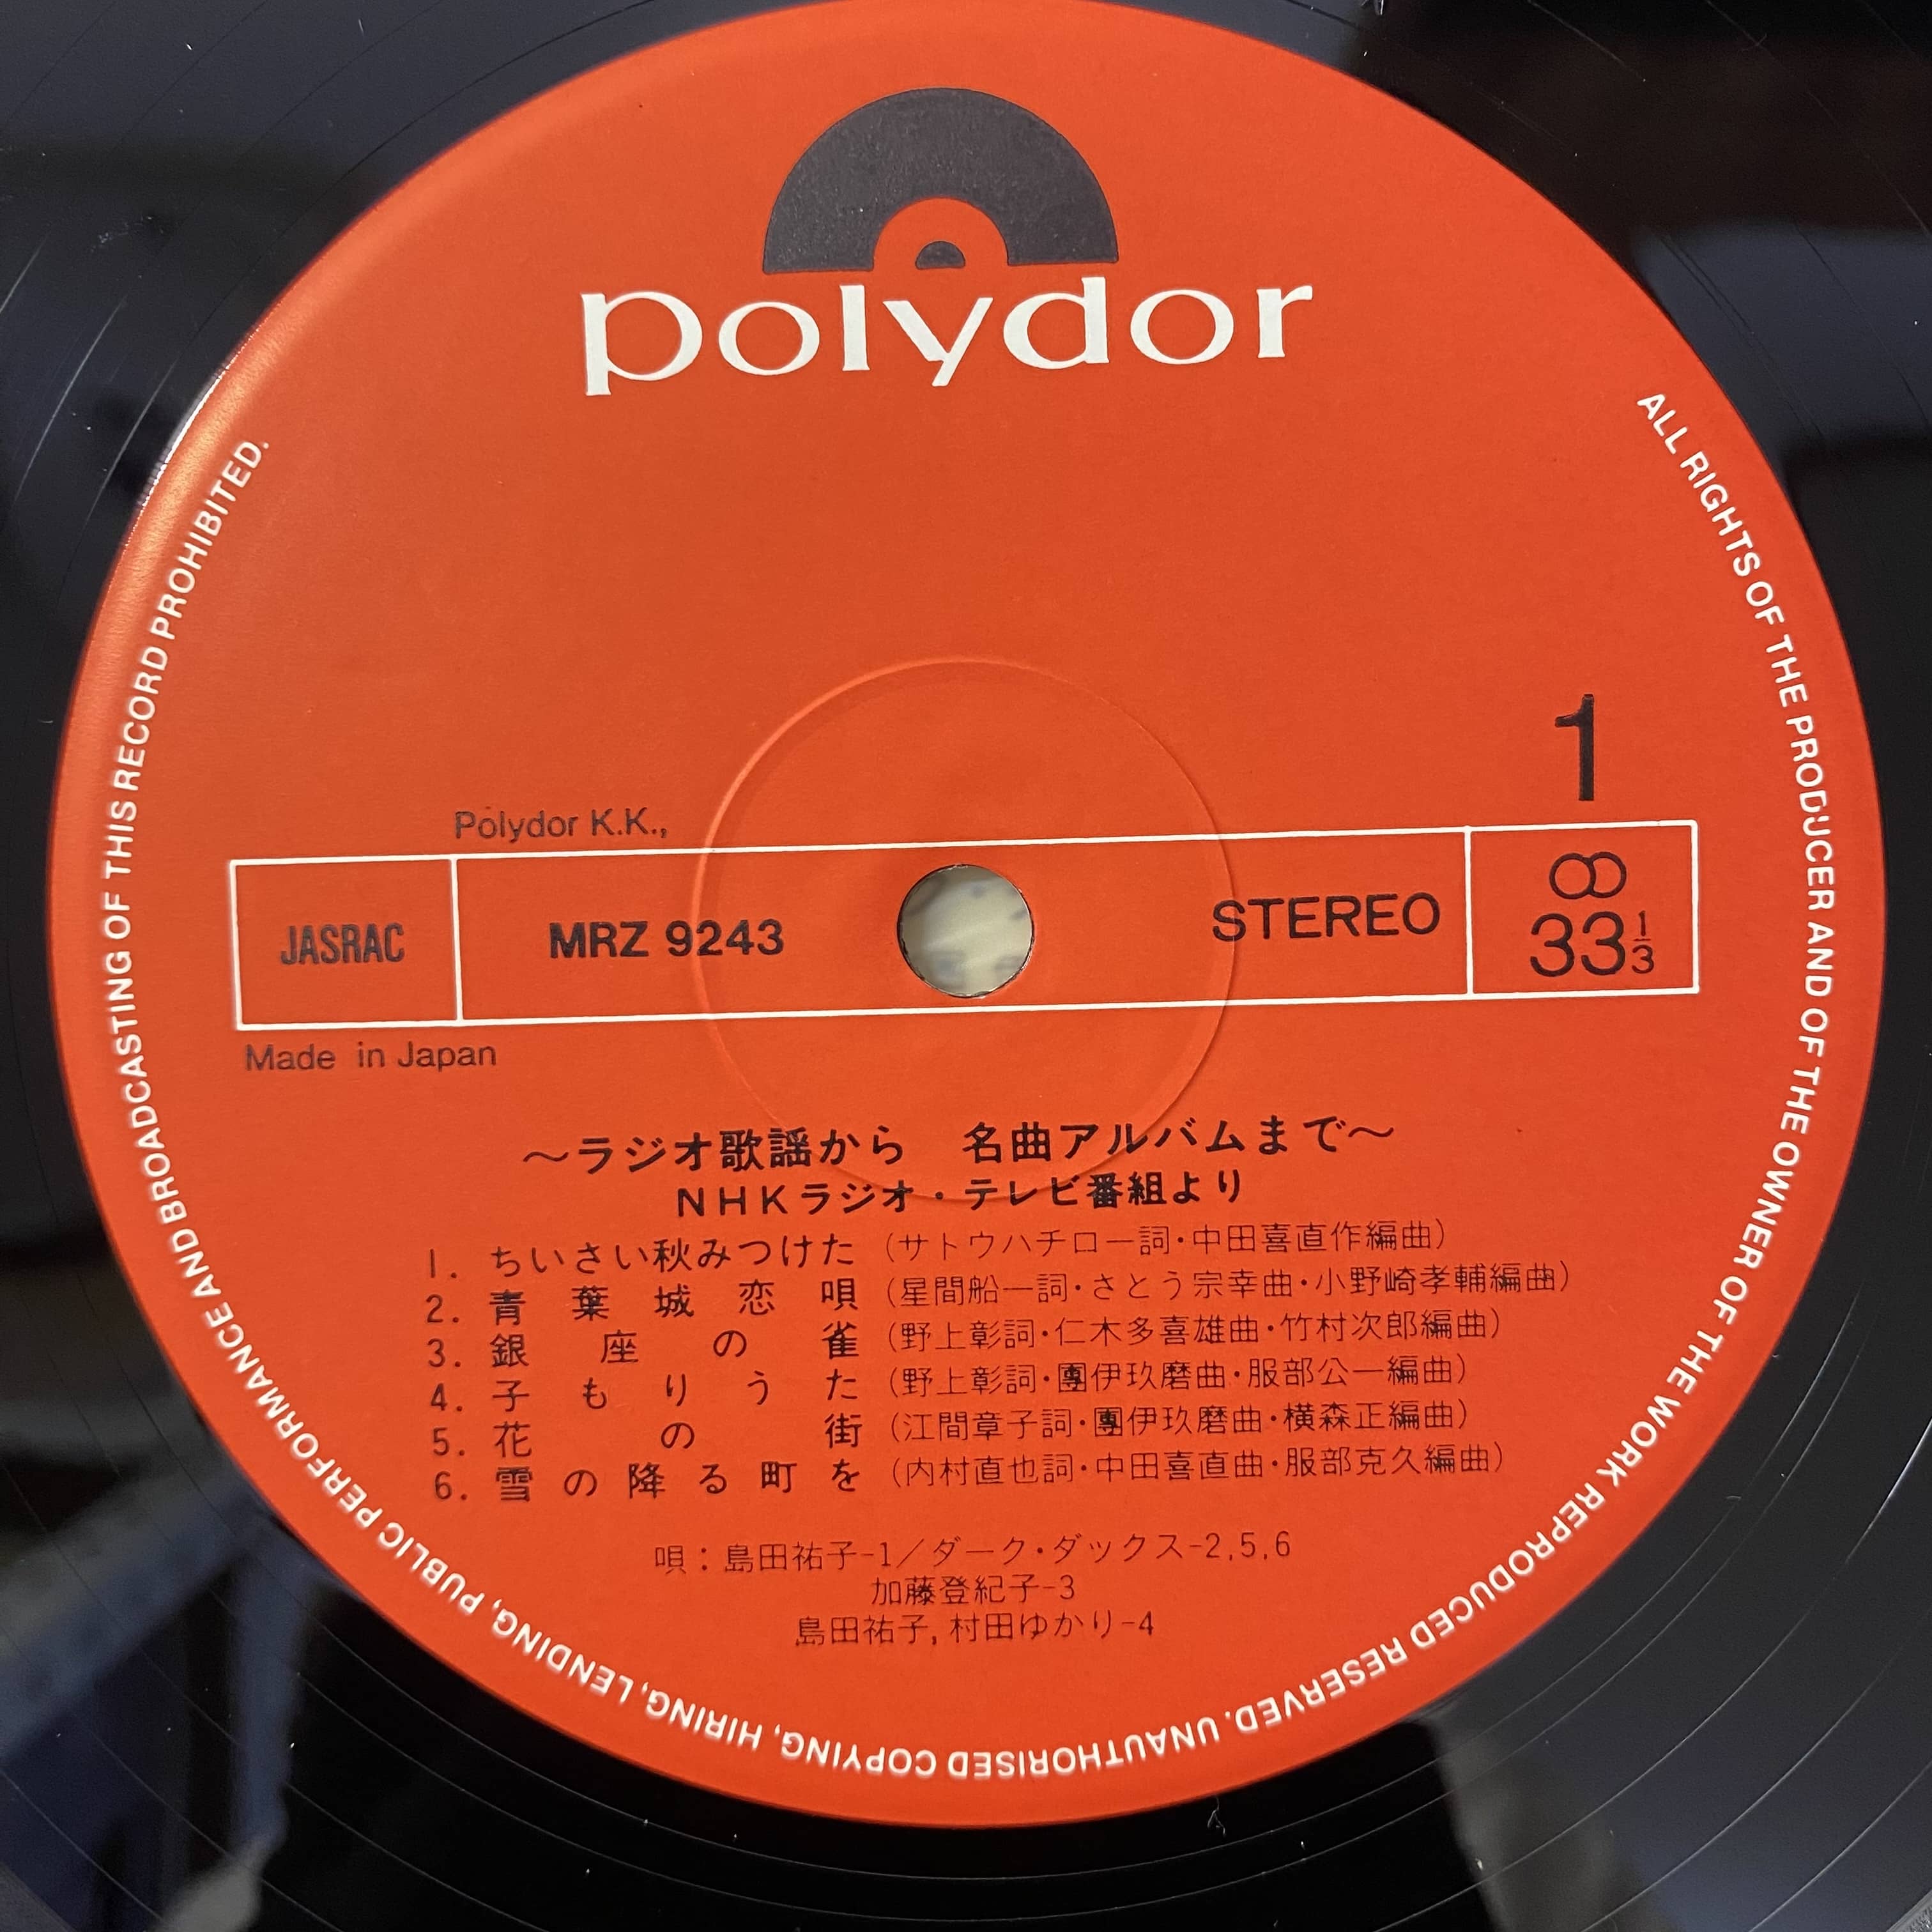 polydor
1
Polydor K.K.,
JASRAC
MRZ 9243
STEREO
33 1/3
Made in Japan
～ラジオ歌謡から 名曲アルバムまで～
NHKラジオ・テレビ番組より
1. ちいさい秋みつけた (サトウハチロー詞・中田喜直作編曲)
2. 青葉城恋唄 (星間船一詞・さとう宗幸曲・小野崎孝輔編曲)
3. 銀座の雀 (野上彰詞・仁木多喜雄曲・竹村次郎編曲)
4. 子もりうた (野上彰詞・團伊玖磨曲・服部公一編曲)
5. 花の街 (江間章子詞・團伊玖磨曲・横森正編曲)
6. 雪の降る町を (内村直也詞・中田喜直曲・服部克久編曲)
唄：島田祐子-1／ダーク・ダックス-2,5,6
加藤登紀子-3
島田祐子, 村田ゆかり-4
ALL RIGHTS OF THE PRODUCER AND OF THE OWNER OF THE WORK REPRODUCED RESERVED. UNAUTHORISED COPYING, HIRING, LENDING, PUBLIC PERFORMANCE AND BROADCASTING OF THIS RECORD PROHIBITED.